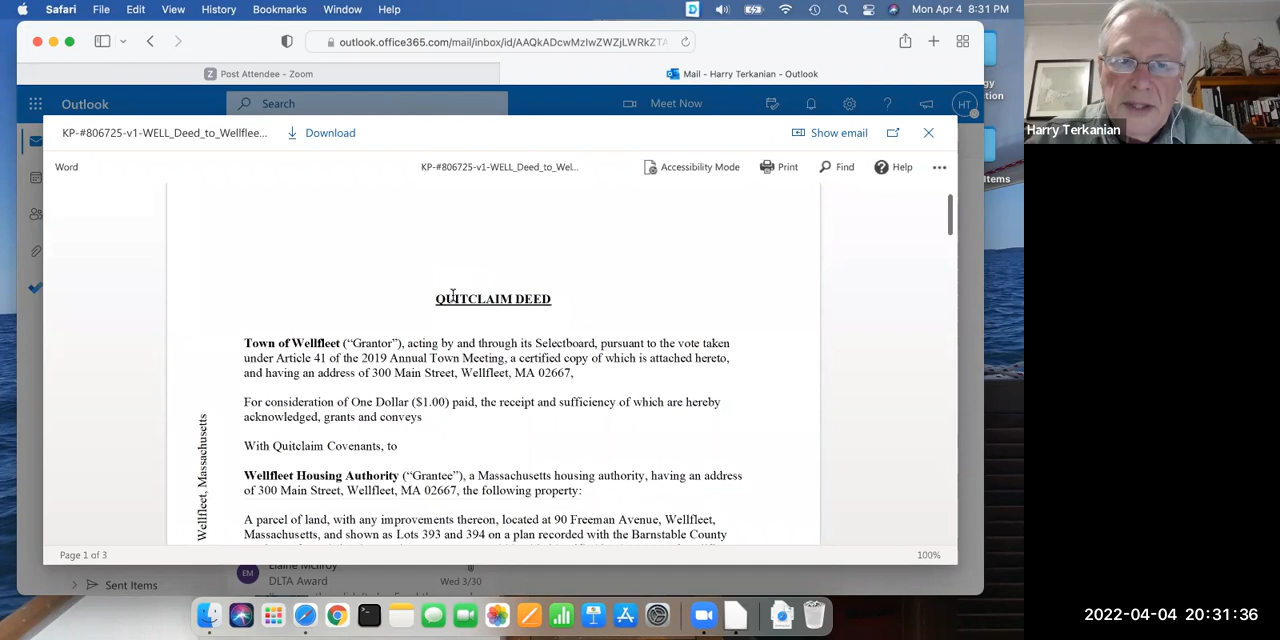 Safari File Edit View History Bookmarks Window Help Mon Apr 4 8:31 PM
outlook.office365.com/mail/inbox/id/AAQkADcwMzIwZWZjLWRkZTA
Post Attendee - Zoom
Mail - Harry Terkanian - Outlook
Outlook Search Meet Now HT
KP-#806725-v1-WELL_Deed_to_Wellflee... Download Show email
Word KP-#806725-v1-WELL_Deed_to_Wel... Accessibility Mode Print Find Help
QUITCLAIM DEED
Town of Wellfleet (“Grantor”), acting by and through its Selectboard, pursuant to the vote taken
under Article 41 of the 2019 Annual Town Meeting, a certified copy of which is attached hereto,
and having an address of 300 Main Street, Wellfleet, MA 02667,
For consideration of One Dollar ($1.00) paid, the receipt and sufficiency of which are hereby
acknowledged, grants and conveys
With Quitclaim Covenants, to
Wellfleet Housing Authority (“Grantee”), a Massachusetts housing authority, having an address
of 300 Main Street, Wellfleet, MA 02667, the following property:
A parcel of land, with any improvements thereon, located at 90 Freeman Avenue, Wellfleet,
Massachusetts, and shown as Lots 393 and 394 on a plan recorded with the Barnstable County
Wellfleet, Massachusetts
Page 1 of 3 100%
EM Elaine McIlroy
DLTA Award Wed 3/30
Sent Items
Harry Terkanian
gy
ition
Items
2022-04-04 20:31:36